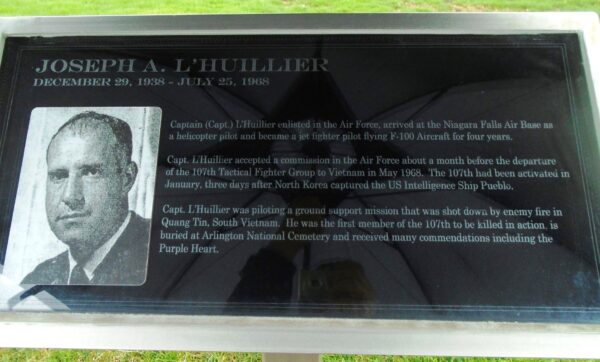 JOSEPH A. L'HUILLIER
DECEMBER 29, 1938 - JULY 25, 1968
Captain (Capt.) L'Huillier enlisted in the Air Force, arrived at the Niagara Falls Air Base as
a helicopter pilot and became a jet fighter pilot flying F-100 Aircraft for four years.
Capt. L'Huillier accepted a commission in the Air Force about a month before the departure
of the 107th Tactical Fighter Group to Vietnam in May 1968. The 107th had been activated in
January, three days after North Korea captured the US Intelligence Ship Pueblo.
Capt. L'Huillier was piloting a ground support mission that was shot down by enemy fire in
Quang Tin, South Vietnam. He was the first member of the 107th to be killed in action, is
buried at Arlington National Cemetery and received many commendations including the
Purple Heart.